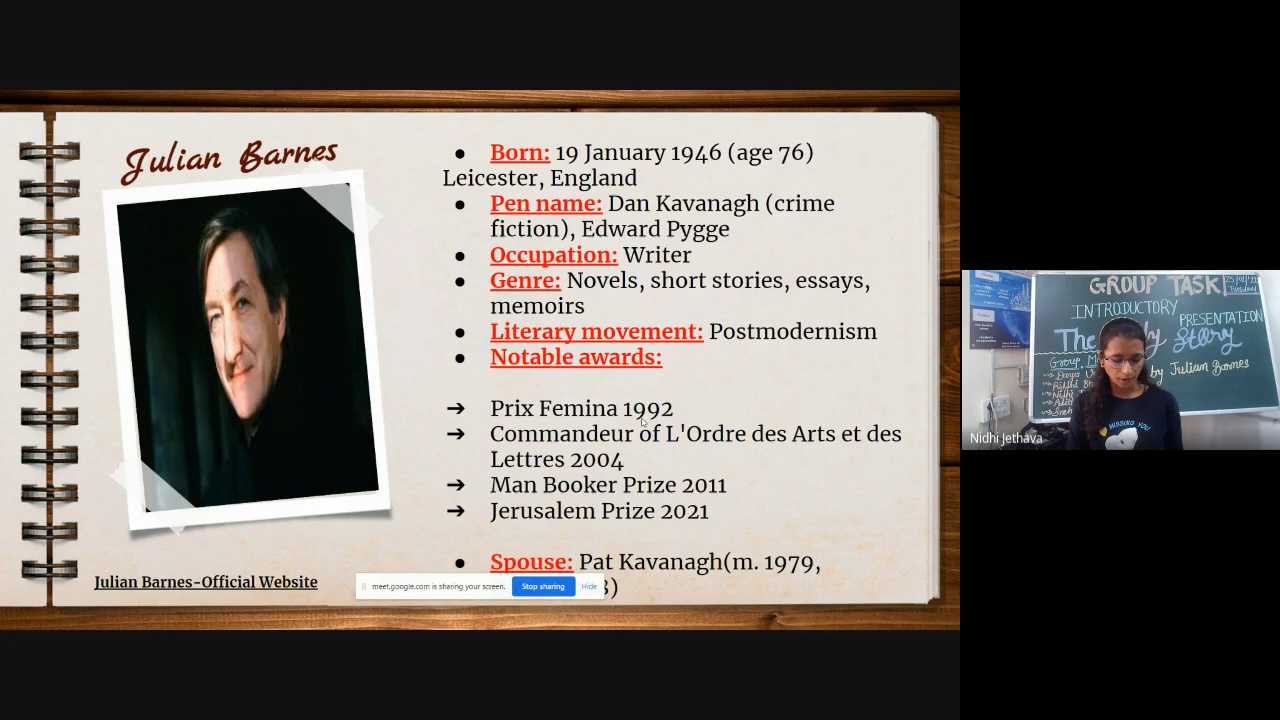 Julian Barnes
● Born: 19 January 1946 (age 76)
Leicester, England
● Pen name: Dan Kavanagh (crime
fiction), Edward Pygge
● Occupation: Writer
● Genre: Novels, short stories, essays,
memoirs
● Literary movement: Postmodernism
● Notable awards:
➔ Prix Femina 1992
➔ Commandeur of L'Ordre des Arts et des
Lettres 2004
➔ Man Booker Prize 2011
➔ Jerusalem Prize 2021
● Spouse: Pat Kavanagh(m. 1979,
)
Julian Barnes-Official Website
meet.google.com is sharing your screen.
Stop sharing
Hide
GROUP TASK
INTRODUCTORY
PRESENTATION
The Story
by Julian Barnes
MISSING YOU
Nidhi Jethava